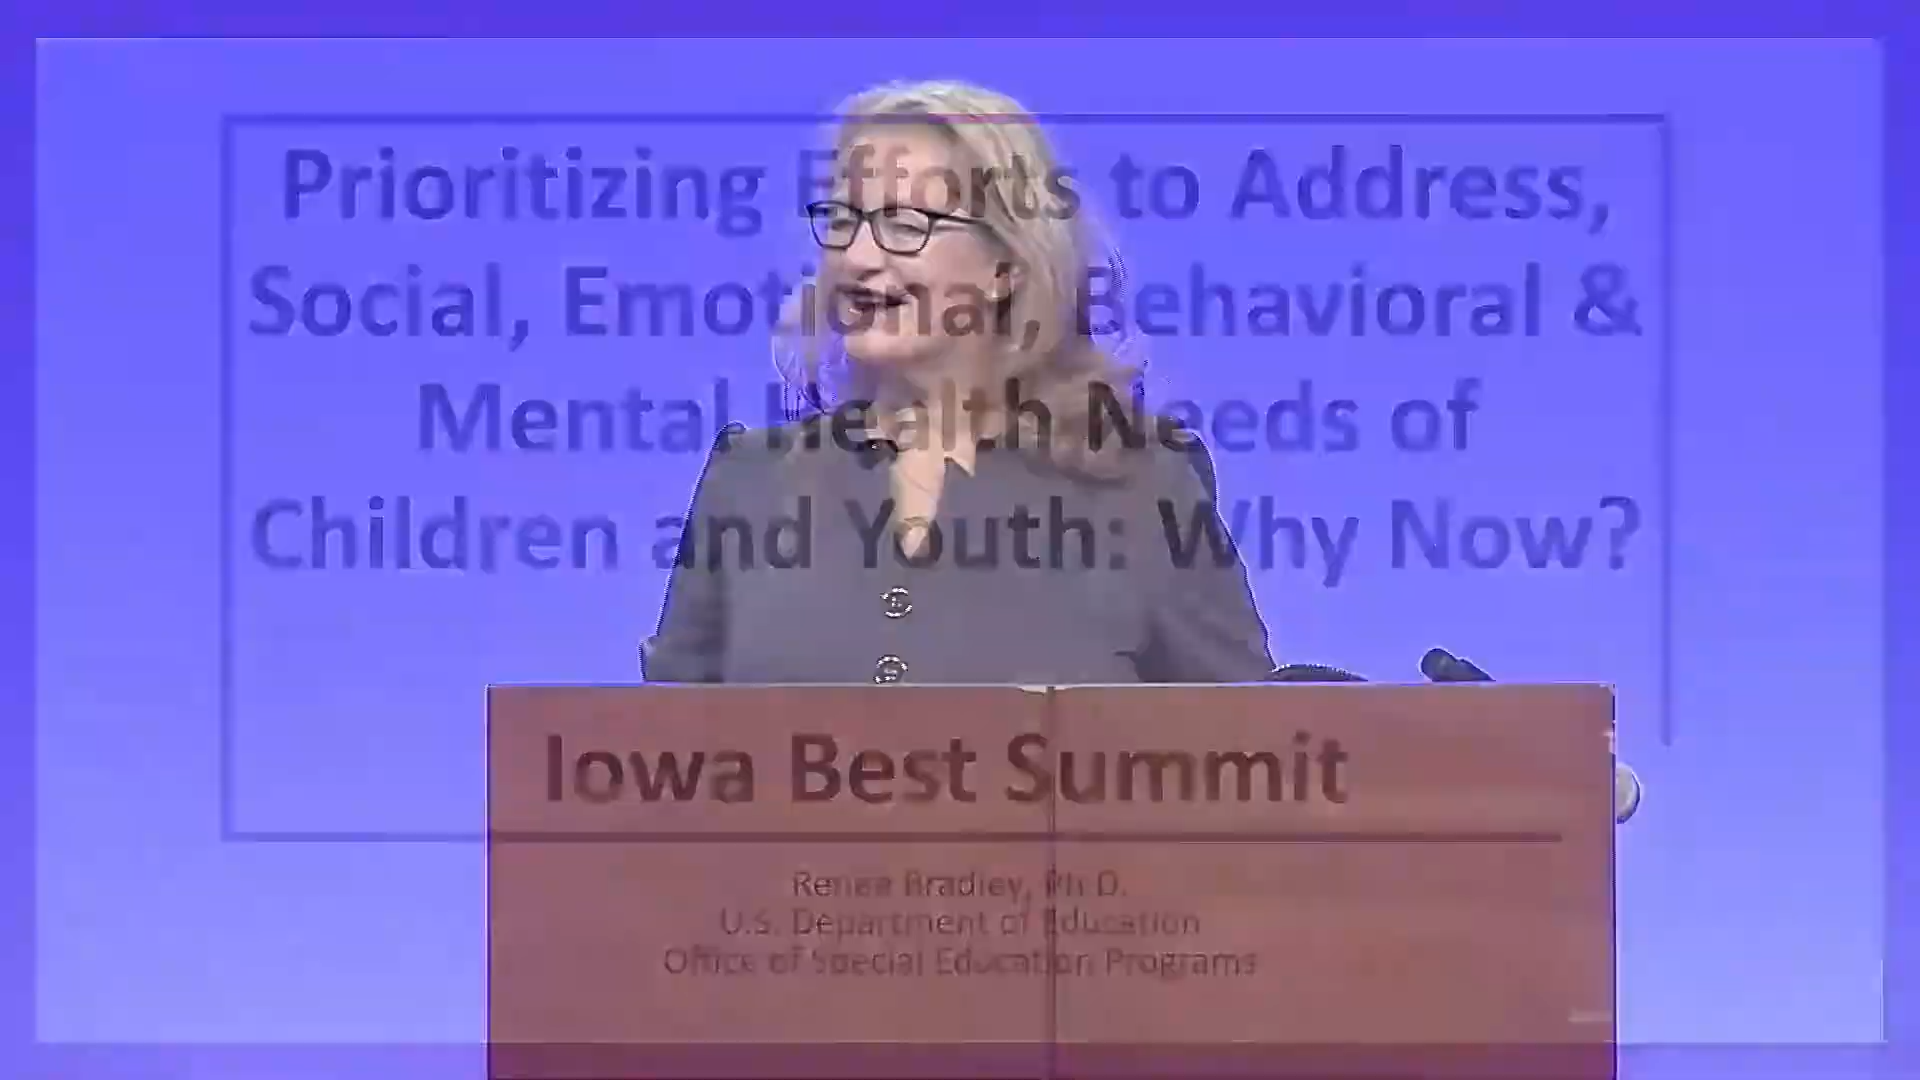 Prioritizing Efforts to Address,
Social, Emotional, Behavioral &
Mental Health Needs of
Children and Youth: Why Now?
Iowa Best Summit
Renee Bradley, Ph.D.
U.S. Department of Education
Office of Special Education Programs